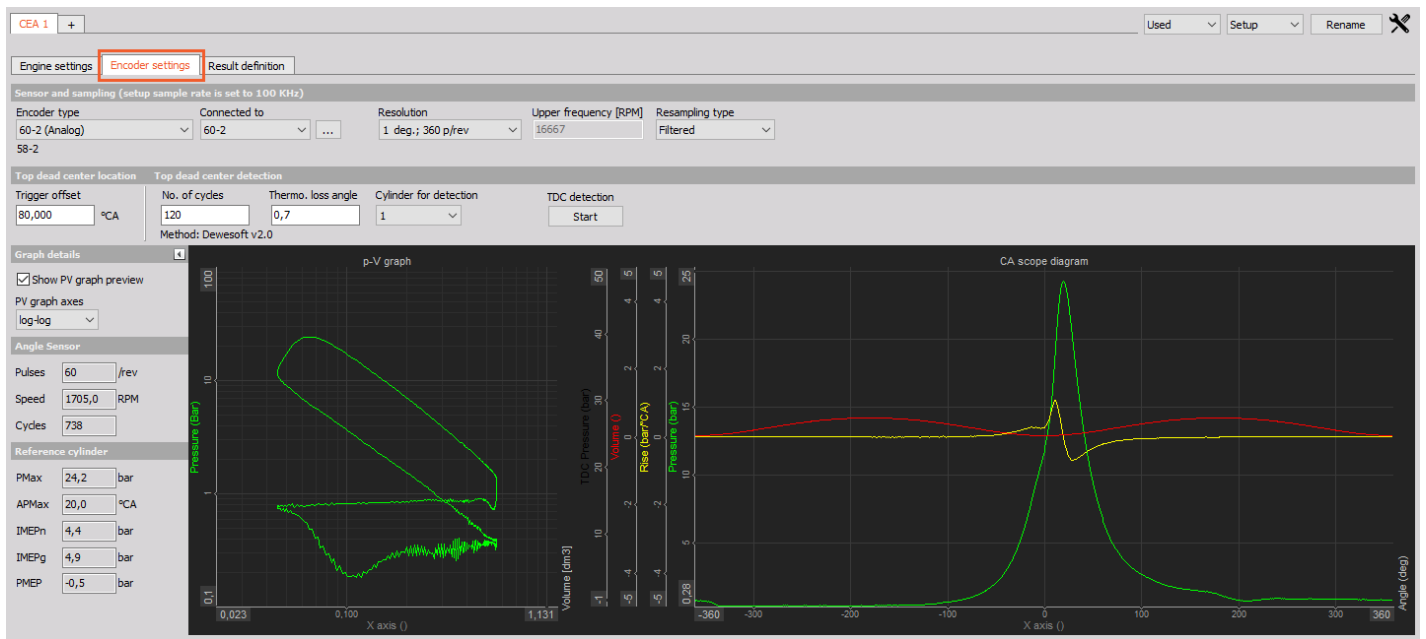 CEA 1 + Used Setup Rename
Engine settings Encoder settings Result definition
Sensor and sampling (setup sample rate is set to 100 KHz)
Encoder type Connected to Resolution Upper frequency [RPM] Resampling type
60-2 (Analog) 60-2 ... 1 deg.; 360 p/rev 16667 Filtered
58-2
Top dead center location Top dead center detection
Trigger offset No. of cycles Thermo. loss angle Cylinder for detection TDC detection
80,000 °CA 120 0,7 1 Start
Method: Dewesoft v2.0
Graph details
Show PV graph preview
PV graph axes
log-log
Angle Sensor
Pulses 60 /rev
Speed 1705,0 RPM
Cycles 738
Reference cylinder
PMax 24,2 bar
APMax 20,0 °CA
IMEPn 4,4 bar
IMEPg 4,9 bar
PMEP -0,5 bar
p-V graph
100
10
1
0,1
Pressure (Bar)
0,023 0,100 1,131
X axis ()
Volume [dm3]
CA scope diagram
50
40
30
20
10
-1
TDC Pressure (bar)
5
4
2
0
-2
-4
-5
Volume ()
5
4
2
0
-2
-4
-5
Rise (bar/°CA)
25
20
15
10
5
0,28
Pressure (bar)
-360 -300 -200 -100 0 100 200 300 360
X axis ()
Angle (deg)